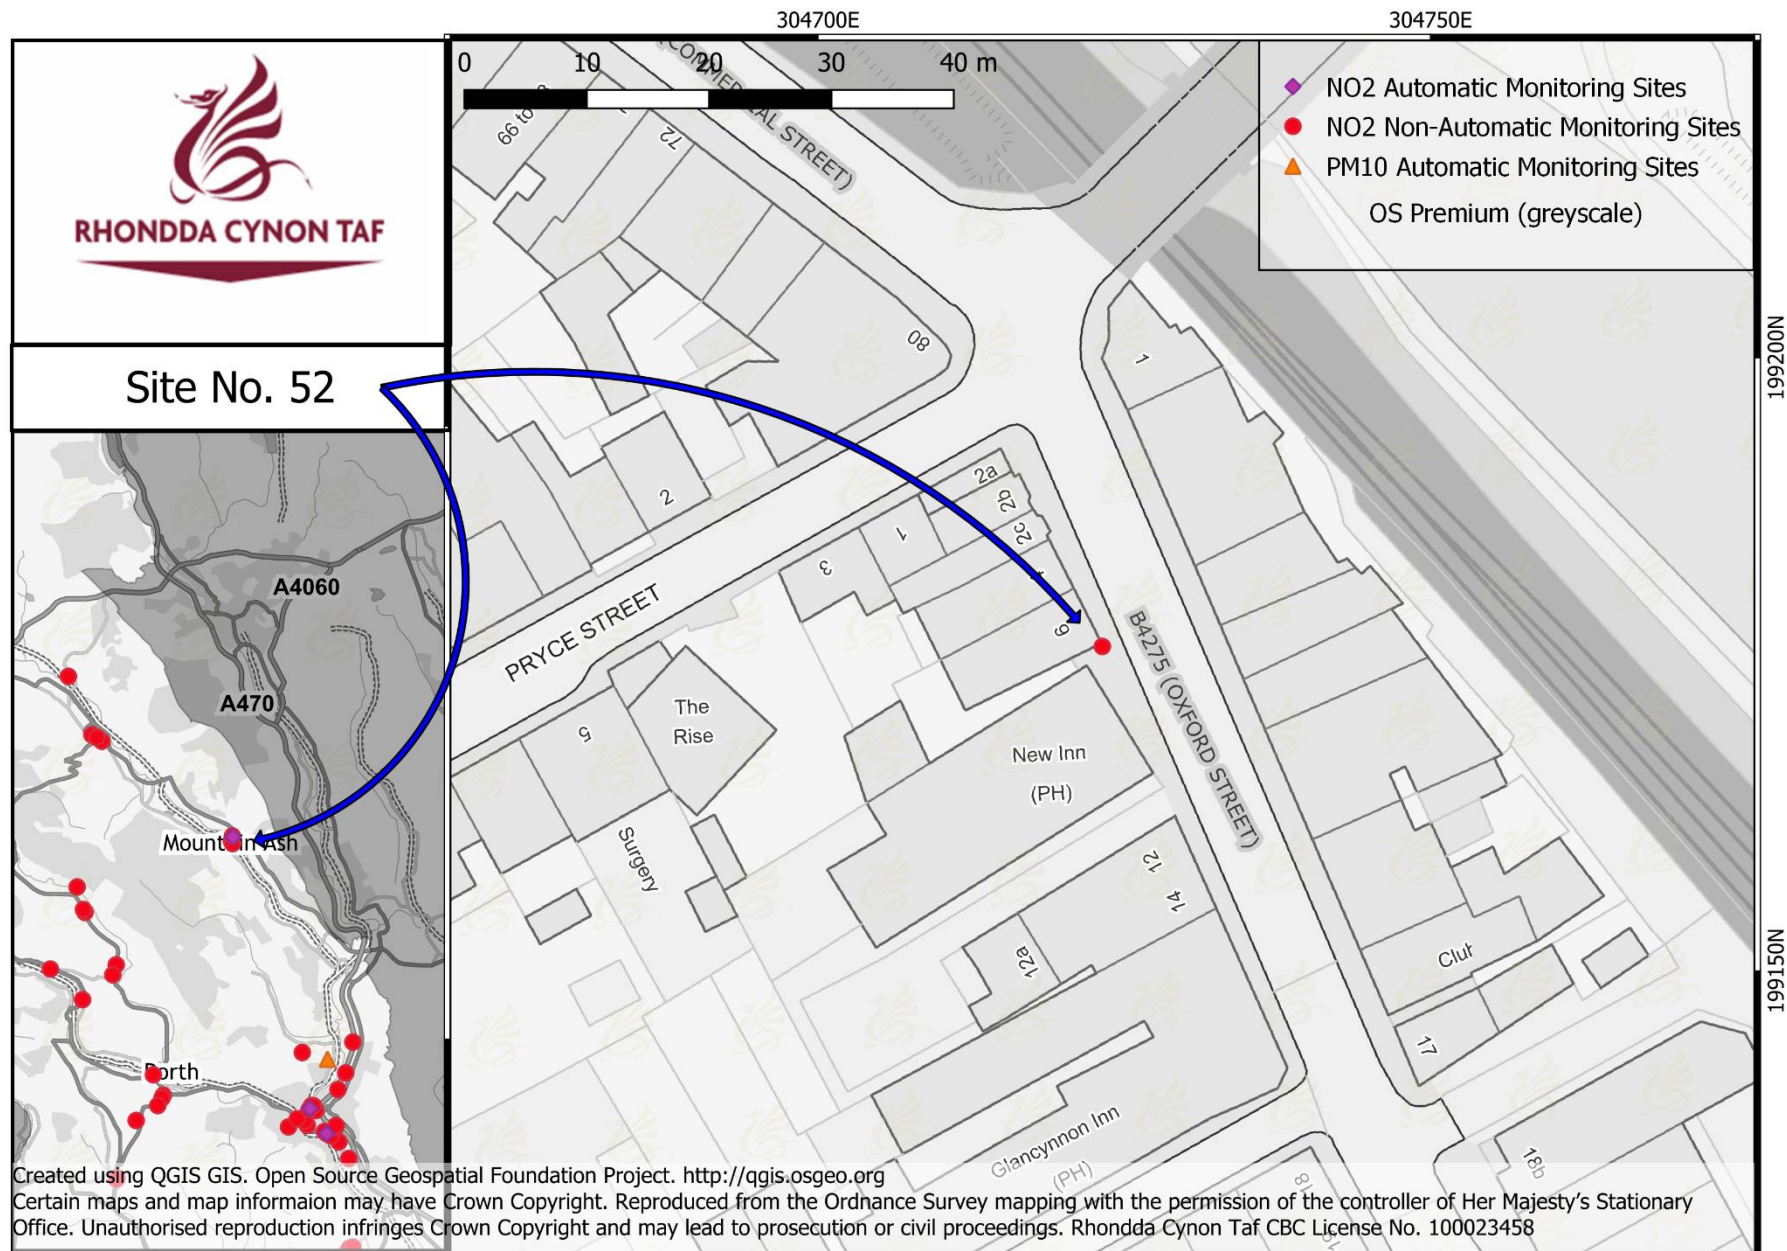 304700E
304750E
0
10
20
30
40 m
RHONDDA CYNON TAF
Site No. 52
NO2 Automatic Monitoring Sites
NO2 Non-Automatic Monitoring Sites
PM10 Automatic Monitoring Sites
OS Premium (greyscale)
(COMMERCIAL STREET)
66 to
72
80
1
199200N
2
2a
2b
2c
1
3
4
6
PRYCE STREET
B4275 (OXFORD STREET)
The
Rise
5
New Inn
(PH)
Surgery
12
14
12a
199150N
17
Glancynnon Inn
(PH)
18b
18
A4060
A470
Mountain Ash
Porth
Created using QGIS GIS. Open Source Geospatial Foundation Project. http://qgis.osgeo.org
Certain maps and map informaion may have Crown Copyright. Reproduced from the Ordnance Survey mapping with the permission of the controller of Her Majesty's Stationary
Office. Unauthorised reproduction infringes Crown Copyright and may lead to prosecution or civil proceedings. Rhondda Cynon Taf CBC License No. 100023458